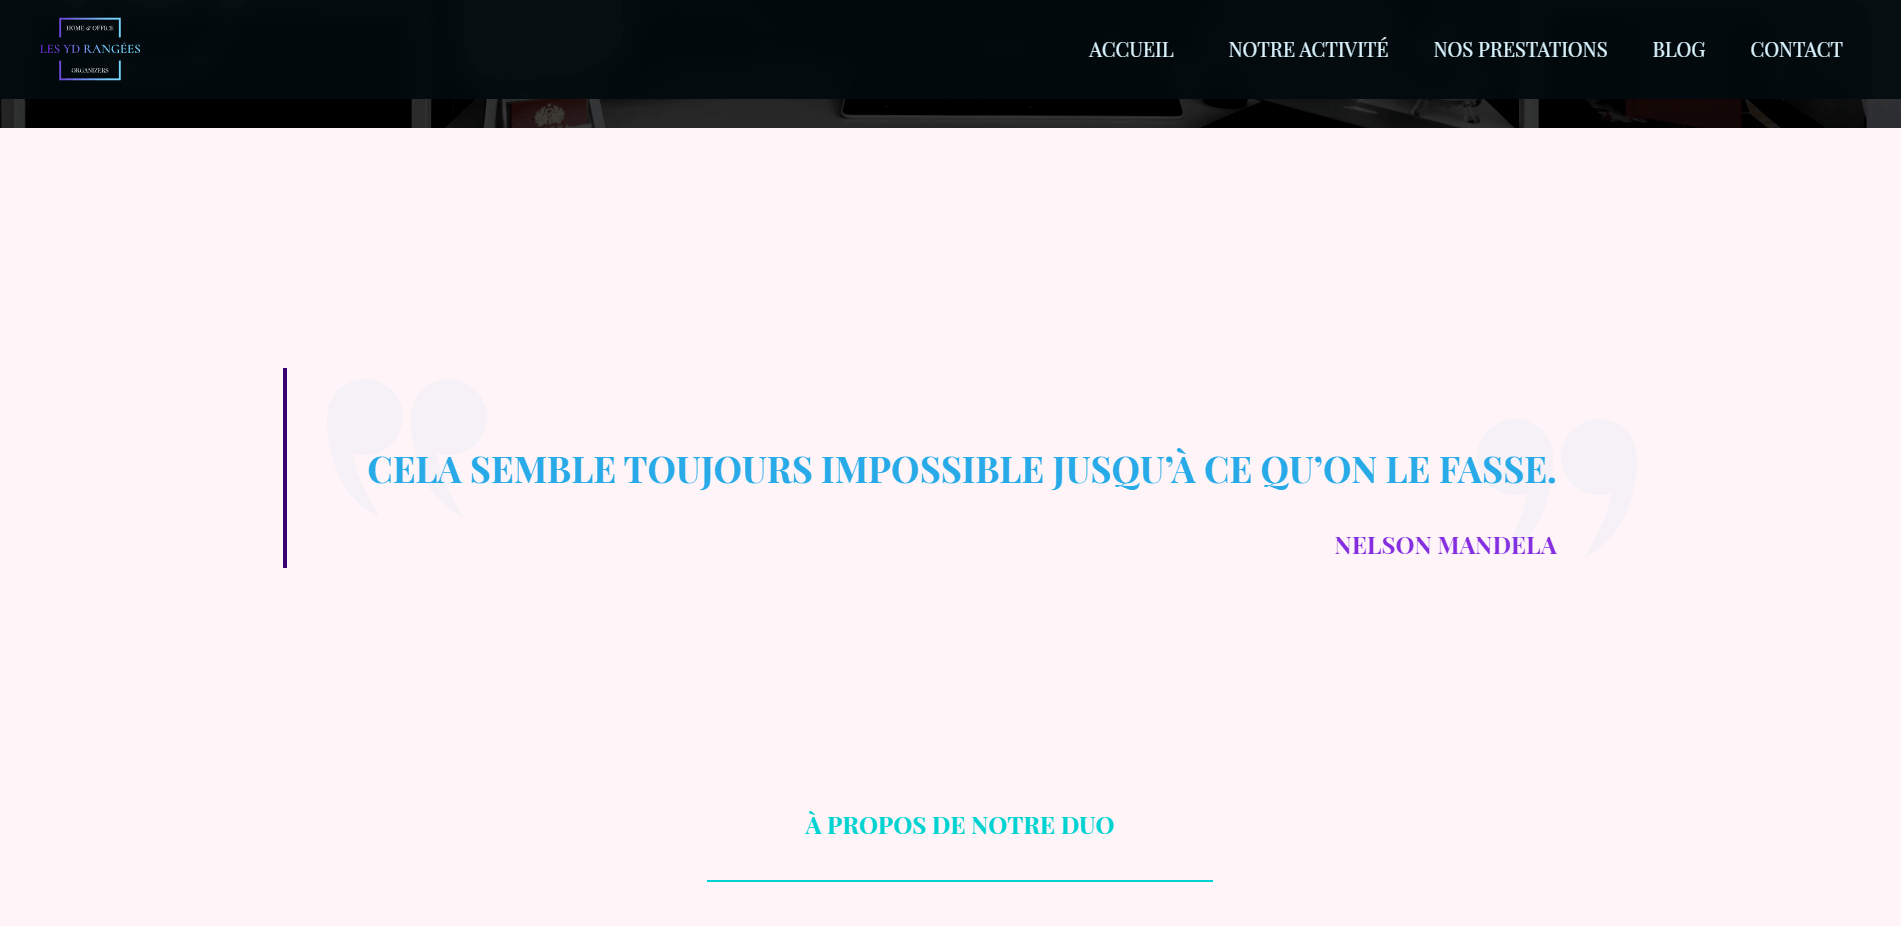 HOME & OFFICE
LES YD RANGÉES
ORGANIZERS
ACCUEIL NOTRE ACTIVITÉ NOS PRESTATIONS BLOG CONTACT
CELA SEMBLE TOUJOURS IMPOSSIBLE JUSQU’À CE QU’ON LE FASSE.
NELSON MANDELA
À PROPOS DE NOTRE DUO